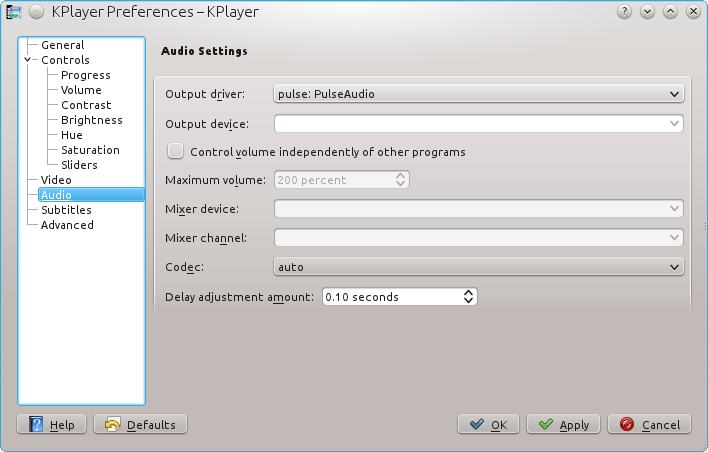 KPlayer Preferences – KPlayer
General
Controls
Progress
Volume
Contrast
Brightness
Hue
Saturation
Sliders
Video
Audio
Subtitles
Advanced
Audio Settings
Output driver: pulse: PulseAudio
Output device:
Control volume independently of other programs
Maximum volume: 200 percent
Mixer device:
Mixer channel:
Codec: auto
Delay adjustment amount: 0.10 seconds
Help Defaults OK Apply Cancel